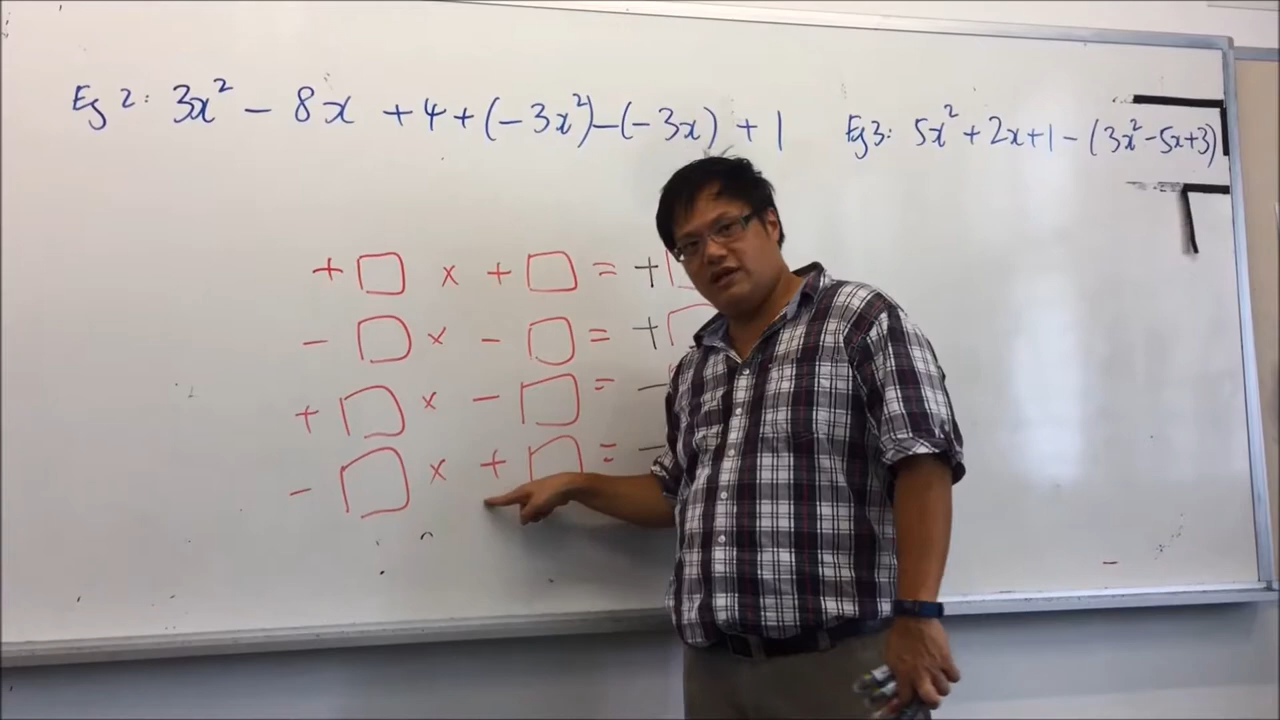 Eg 2: 3x² - 8x + 4 + (-3x²) - (-3x) + 1
Eg 3: 5x² + 2x + 1 - (3x² - 5x + 3)
+ □ x + □ = + □
- □ x - □ = + □
+ □ x - □ = -
- □ x + □ = -